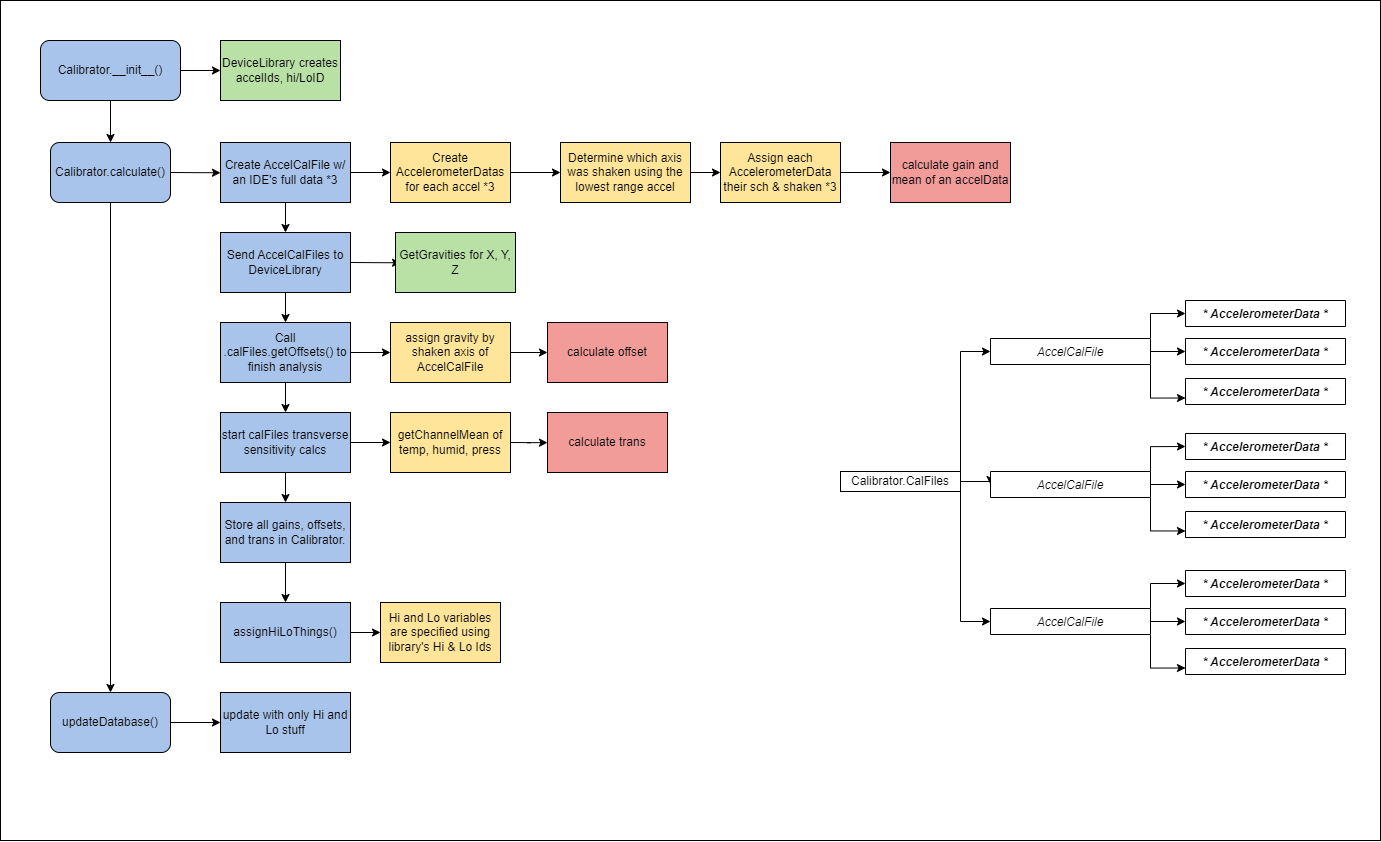 Calibrator.__init__()
DeviceLibrary creates
accelIds, hi/LoID
Calibrator.calculate()
Create AccelCalFile w/
an IDE's full data *3
Create
AccelerometerDatas
for each accel *3
Determine which axis
was shaken using the
lowest range accel
Assign each
AccelerometerData
their sch & shaken *3
calculate gain and
mean of an accelData
Send AccelCalFiles to
DeviceLibrary
GetGravities for X, Y,
Z
Call
.calFiles.getOffsets() to
finish analysis
assign gravity by
shaken axis of
AccelCalFile
calculate offset
start calFiles transverse
sensitivity calcs
getChannelMean of
temp, humid, press
calculate trans
Store all gains, offsets,
and trans in Calibrator.
assignHiLoThings()
Hi and Lo variables
are specified using
library's Hi & Lo Ids
updateDatabase()
update with only Hi and
Lo stuff
Calibrator.CalFiles
AccelCalFile
* AccelerometerData *
* AccelerometerData *
* AccelerometerData *
AccelCalFile
* AccelerometerData *
* AccelerometerData *
* AccelerometerData *
AccelCalFile
* AccelerometerData *
* AccelerometerData *
* AccelerometerData *